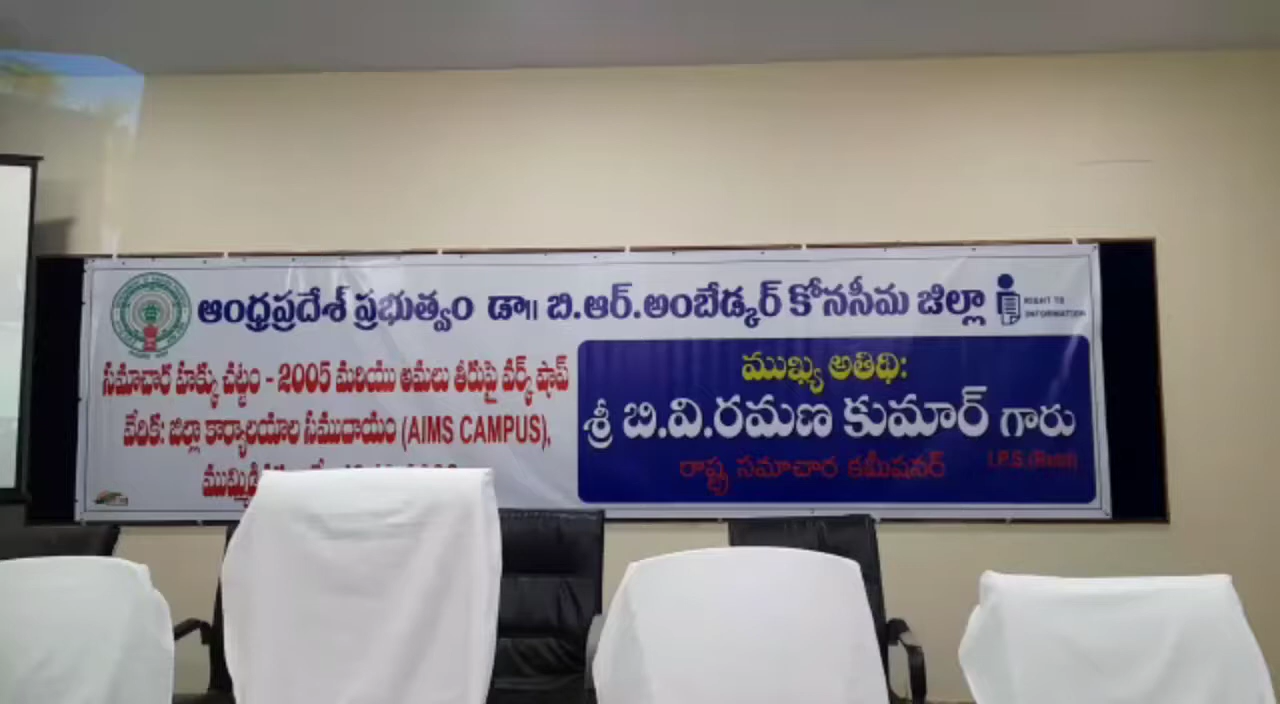 ఆంధ్రప్రదేశ్ ప్రభుత్వం డా॥ బి.ఆర్.అంబేడ్కర్ కోనసీమ జిల్లా
RIGHT TO
INFORMATION
సమాచార హక్కు చట్టం - 2005 మరియు అమలు తీరుపై వర్క్ షాప్
వేదిక: జిల్లా కార్యాలయాల సముదాయం (AIMS CAMPUS),
ముఖ్య అతిథి:
శ్రీ బి.వి.రమణ కుమార్ గారు
I.P.S.(Retd)
రాష్ట్ర సమాచార కమీషనర్